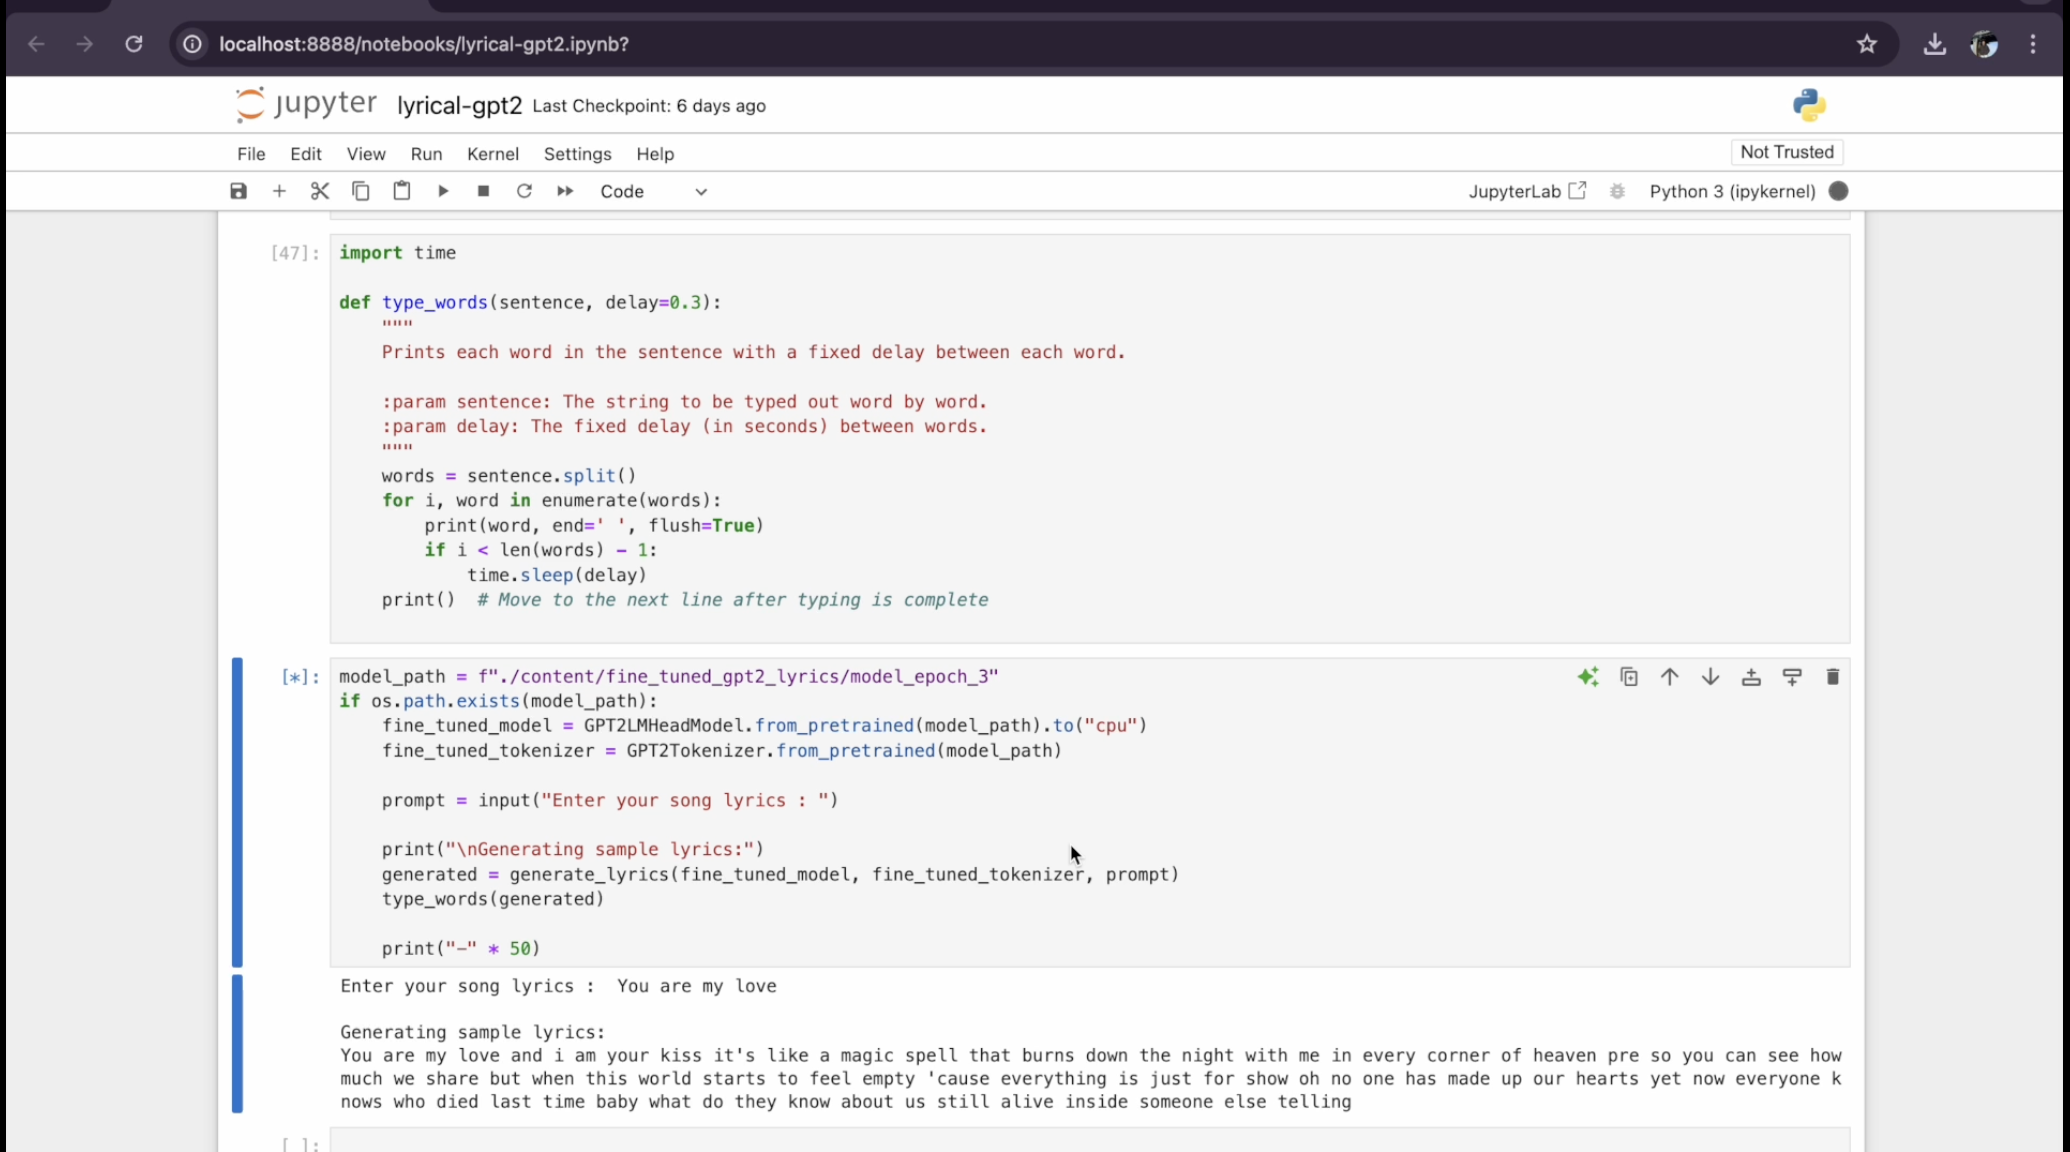 localhost:8888/notebooks/lyrical-gpt2.ipynb?
jupyter lyrical-gpt2 Last Checkpoint: 6 days ago
File Edit View Run Kernel Settings Help
Not Trusted
Code
JupyterLab
Python 3 (ipykernel)
[47]:
import time
def type_words(sentence, delay=0.3):
    """
    Prints each word in the sentence with a fixed delay between each word.
    :param sentence: The string to be typed out word by word.
    :param delay: The fixed delay (in seconds) between words.
    """
    words = sentence.split()
    for i, word in enumerate(words):
        print(word, end=' ', flush=True)
        if i < len(words) - 1:
            time.sleep(delay)
    print()  # Move to the next line after typing is complete
[*]:
model_path = f"./content/fine_tuned_gpt2_lyrics/model_epoch_3"
if os.path.exists(model_path):
    fine_tuned_model = GPT2LMHeadModel.from_pretrained(model_path).to("cpu")
    fine_tuned_tokenizer = GPT2Tokenizer.from_pretrained(model_path)
    prompt = input("Enter your song lyrics : ")
    print("\nGenerating sample lyrics:")
    generated = generate_lyrics(fine_tuned_model, fine_tuned_tokenizer, prompt)
    type_words(generated)
    print("-" * 50)
Enter your song lyrics :  You are my love
Generating sample lyrics:
You are my love and i am your kiss it's like a magic spell that burns down the night with me in every corner of heaven pre so you can see how
much we share but when this world starts to feel empty 'cause everything is just for show oh no one has made up our hearts yet now everyone k
nows who died last time baby what do they know about us still alive inside someone else telling
[ ]: